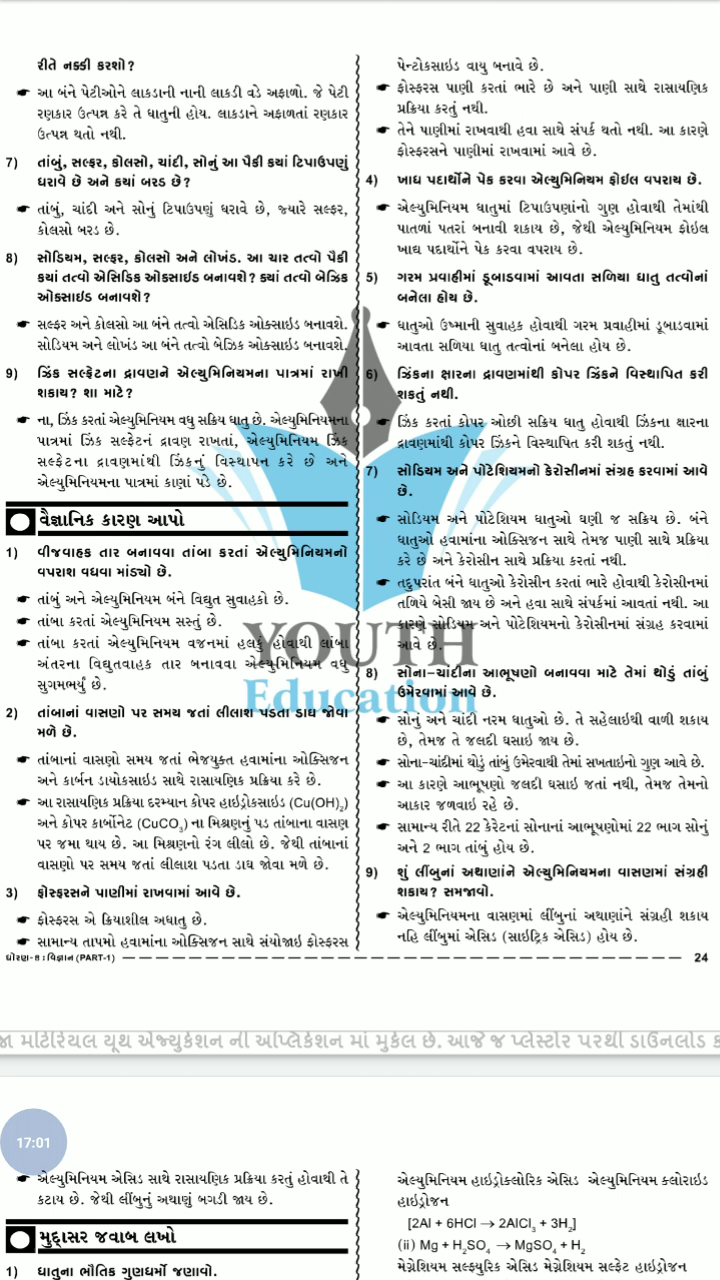 રીતે નક્કી કરશો?
☛ આ બંને પેટીઓને લાકડાની નાની લાકડી વડે અફાળો. જે પેટી
રણકાર ઉત્પન્ન કરે તે ધાતુની હોય. લાકડાને અફાળતાં રણકાર
ઉત્પન્ન થતો નથી.
7) તાંબું, સલ્ફર, કોલસો, ચાંદી, સોનું આ પૈકી કયાં ટિપાઉપણું
ધરાવે છે અને કયાં બરડ છે?
☛ તાંબું, ચાંદી અને સોનું ટિપાઉપણું ધરાવે છે, જ્યારે સલ્ફર,
કોલસો બરડ છે.
8) સોડિયમ, સલ્ફર, કોલસો અને લોખંડ. આ ચાર તત્વો પૈકી
કયાં તત્વો એસિડિક ઓક્સાઈડ બનાવશે? ક્યાં તત્વો બેઝિક
ઓક્સાઈડ બનાવશે?
☛ સલ્ફર અને કોલસો આ બંને તત્વો એસિડિક ઓક્સાઇડ બનાવશે.
સોડિયમ અને લોખંડ આ બંને તત્વો બેઝિક ઓક્સાઇડ બનાવશે.
9) ઝિંક સલ્ફેટના દ્રાવણને એલ્યુમિનિયમના પાત્રમાં રાખી
શકાય? શા માટે?
☛ ના, ઝિંક કરતાં એલ્યુમિનિયમ વધુ સક્રિય ધાતુ છે. એલ્યુમિનિયમના
પાત્રમાં ઝિંક સલ્ફેટનં દ્રાવણ રાખતાં, એલ્યુમિનિયમ ઝિંક
સલ્ફેટના દ્રાવણમાંથી ઝિંકનું વિસ્થાપન કરે છે અને
એલ્યુમિનિયમના પાત્રમાં કાણાં પડે છે.
વૈજ્ઞાનિક કારણ આપો
1) વીજવાહક તાર બનાવવા તાંબા કરતાં એલ્યુમિનિયમનો
વપરાશ વધવા માંડ્યો છે.
☛ તાંબું અને એલ્યુમિનિયમ બંને વિદ્યુત સુવાહકો છે.
☛ તાંબા કરતાં એલ્યુમિનિયમ સસ્તું છે.
☛ તાંબા કરતાં એલ્યુમિનિયમ વજનમાં હલકું હોવાથી લાંબા
અંતરના વિદ્યુતવાહક તાર બનાવવા એલ્યુમિનિયમ વધુ
સુગમભર્યું છે.
2) તાંબાનાં વાસણો પર સમય જતાં લીલાશ પડતા ડાઘ જોવા
મળે છે.
☛ તાંબાનાં વાસણો સમય જતાં ભેજયુક્ત હવામાંના ઓક્સિજન
અને કાર્બન ડાયોકસાઇડ સાથે રાસાયણિક પ્રક્રિયા કરે છે.
☛ આ રાસાયણિક પ્રક્રિયા દરમ્યાન કોપર હાઇડ્રોક્સાઇડ (Cu(OH)₂)
અને કોપર કાર્બોનેટ (CuCO₃) ના મિશ્રણનું પડ તાંબાના વાસણ
પર જમા થાય છે. આ મિશ્રણનો રંગ લીલો છે. જેથી તાંબાનાં
વાસણો પર સમય જતાં લીલાશ પડતા ડાઘ જોવા મળે છે.
3) ફોસ્ફરસને પાણીમાં રાખવામાં આવે છે.
☛ ફોસ્ફરસ એ ક્રિયાશીલ અધાતુ છે.
☛ સામાન્ય તાપમો હવામાંના ઓક્સિજન સાથે સંયોજાઇ ફોસ્ફરસ
પેન્ટોકસાઇડ વાયુ બનાવે છે.
☛ ફોસ્ફરસ પાણી કરતાં ભારે છે અને પાણી સાથે રાસાયણિક
પ્રક્રિયા કરતું નથી.
☛ તેને પાણીમાં રાખવાથી હવા સાથે સંપર્ક થતો નથી. આ કારણે
ફોસ્ફરસને પાણીમાં રાખવામાં આવે છે.
4) ખાદ્ય પદાર્થોને પેક કરવા એલ્યુમિનિયમ ફોઇલ વપરાય છે.
☛ એલ્યુમિનિયમ ધાતુમાં ટિપાઉપણાંનો ગુણ હોવાથી તેમાંથી
પાતળાં પતરાં બનાવી શકાય છે, જેથી એલ્યુમિનિયમ ફોઇલ
ખાદ્ય પદાર્થોને પેક કરવા વપરાય છે.
5) ગરમ પ્રવાહીમાં ડૂબાડવામાં આવતા સળિયા ધાતુ તત્વોનાં
બનેલા હોય છે.
☛ ધાતુઓ ઉષ્માની સુવાહક હોવાથી ગરમ પ્રવાહીમાં ડૂબાડવામાં
આવતા સળિયા ધાતુ તત્વોનાં બનેલા હોય છે.
6) ઝિંકના ક્ષારના દ્રાવણમાંથી કોપર ઝિંકને વિસ્થાપિત કરી
શકતું નથી.
☛ ઝિંક કરતાં કોપર ઓછી સક્રિય ધાતુ હોવાથી ઝિંકના ક્ષારના
દ્રાવણમાંથી કોપર ઝિંકને વિસ્થાપિત કરી શકતું નથી.
7) સોડિયમ અને પોટેશિયમનો કેરોસીનમાં સંગ્રહ કરવામાં આવે
છે.
☛ સોડિયમ અને પોટેશિયમ ધાતુઓ ઘણી જ સક્રિય છે. બંને
ધાતુઓ હવામાંના ઓક્સિજન સાથે તેમજ પાણી સાથે પ્રક્રિયા
કરે છે અને કેરોસીન સાથે પ્રક્રિયા કરતાં નથી.
☛ તદુપરાંત બંને ધાતુઓ કેરોસીન કરતાં ભારે હોવાથી કેરોસીનમાં
તળિયે બેસી જાય છે અને હવા સાથે સંપર્કમાં આવતાં નથી. આ
કારણે સોડિયમ અને પોટેશિયમનો કેરોસીનમાં સંગ્રહ કરવામાં
આવે છે.
8) સોના-ચાંદીના આભૂષણો બનાવવા માટે તેમાં થોડું તાંબું
ઉમેરવામાં આવે છે.
☛ સોનું અને ચાંદી નરમ ધાતુઓ છે. તે સહેલાઇથી વાળી શકાય
છે, તેમજ તે જલદી ઘસાઇ જાય છે.
☛ સોના-ચાંદીમાં થોડું તાંબું ઉમેરવાથી તેમાં સખતાઇનો ગુણ આવે છે.
☛ આ કારણે આભૂષણો જલદી ઘસાઇ જતાં નથી, તેમજ તેમનો
આકાર જળવાઇ રહે છે.
☛ સામાન્ય રીતે 22 કેરેટનાં સોનાનાં આભૂષણોમાં 22 ભાગ સોનું
અને 2 ભાગ તાંબું હોય છે.
9) શું લીંબુનાં અથાણાંને એલ્યુમિનિયમના વાસણમાં સંગ્રહી
શકાય? સમજાવો.
☛ એલ્યુમિનિયમના વાસણમાં લીંબુનાં અથાણાંને સંગ્રહી શકાય
નહિ લીંબુમાં એસિડ (સાઇટ્રિક એસિડ) હોય છે.
YOUTH
Education
ધોરણ-8 : વિજ્ઞાન (PART-1) 24
જા મટિરિયલ યૂથ એજ્યુકેશન ની અપ્લિકેશન માં મુકેલ છે. આજે જ પ્લેસ્ટોર પરથી ડાઉનલોડ ક
17:01
☛ એલ્યુમિનિયમ એસિડ સાથે રાસાયણિક પ્રક્રિયા કરતું હોવાથી તે
કટાય છે. જેથી લીંબુનું અથાણું બગડી જાય છે.
મુદ્દાસર જવાબ લખો
1) ધાતુના ભૌતિક ગુણધર્મો જણાવો.
એલ્યુમિનિયમ હાઇડ્રોક્લોરિક એસિડ એલ્યુમિનિયમ ક્લોરાઇડ
હાઇડ્રોજન
[2Al + 6HCl → 2AlCl₃ + 3H₂]
(ii) Mg + H₂SO₄ → MgSO₄ + H₂
મેગ્નેશિયમ સલ્ફ્યુરિક એસિડ મેગ્નેશિયમ સલ્ફેટ હાઇડ્રોજન